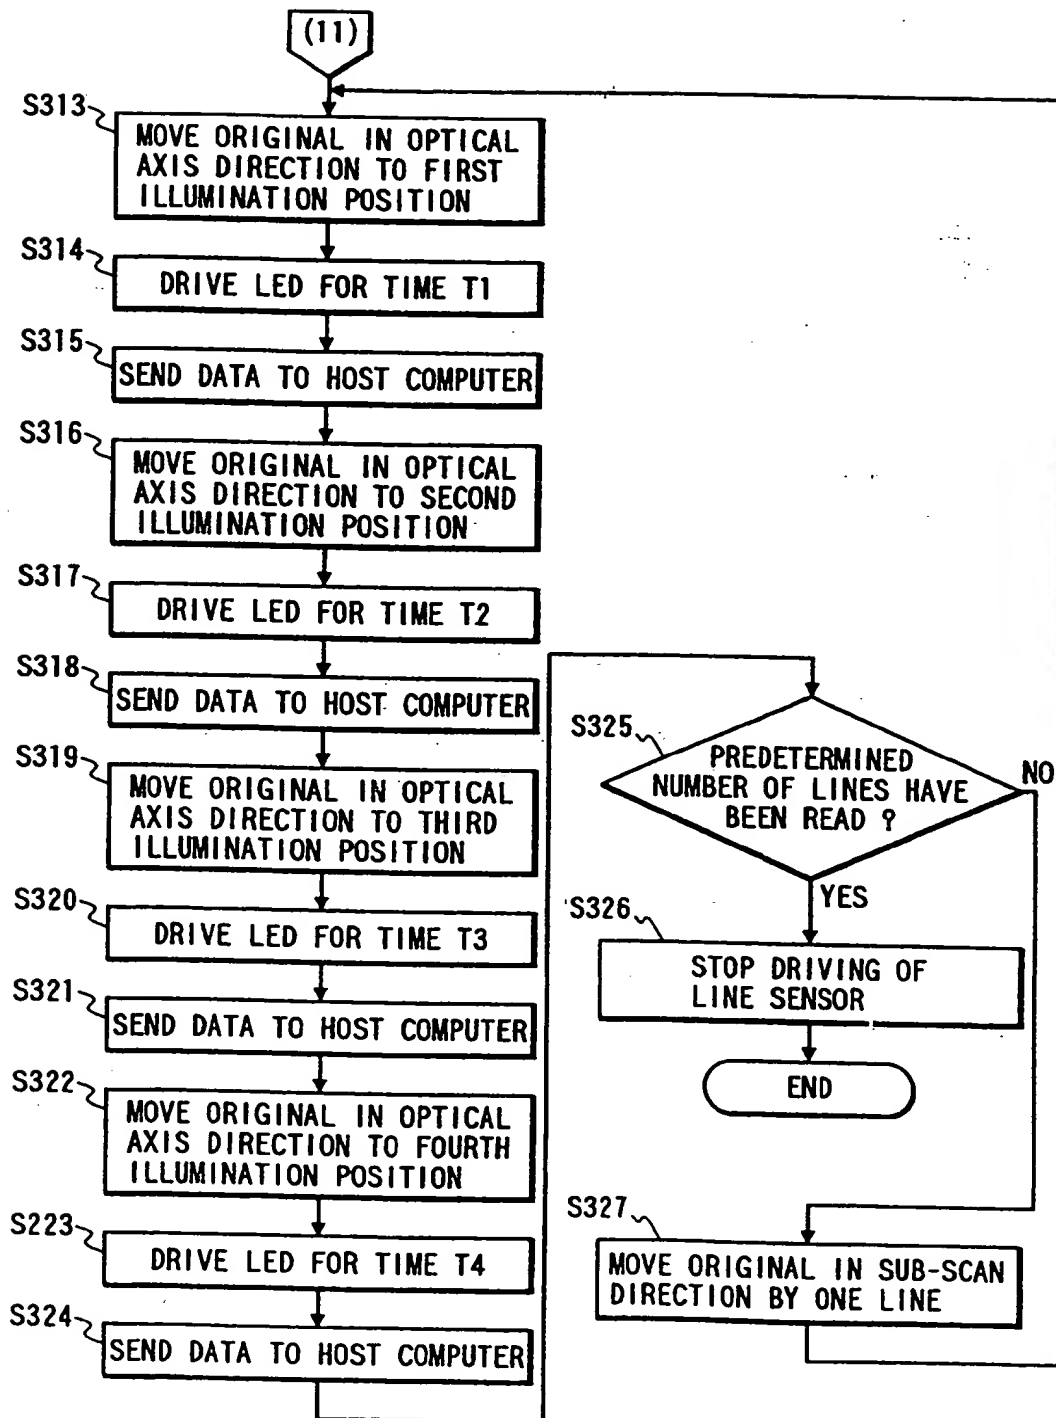 (11)
S313
MOVE ORIGINAL IN OPTICAL
AXIS DIRECTION TO FIRST
ILLUMINATION POSITION
S314
DRIVE LED FOR TIME T1
S315
SEND DATA TO HOST COMPUTER
S316
MOVE ORIGINAL IN OPTICAL
AXIS DIRECTION TO SECOND
ILLUMINATION POSITION
S317
DRIVE LED FOR TIME T2
S318
SEND DATA TO HOST COMPUTER
S319
MOVE ORIGINAL IN OPTICAL
AXIS DIRECTION TO THIRD
ILLUMINATION POSITION
S320
DRIVE LED FOR TIME T3
S321
SEND DATA TO HOST COMPUTER
S322
MOVE ORIGINAL IN OPTICAL
AXIS DIRECTION TO FOURTH
ILLUMINATION POSITION
S223
DRIVE LED FOR TIME T4
S324
SEND DATA TO HOST COMPUTER
S325
PREDETERMINED
NUMBER OF LINES HAVE
BEEN READ ?
NO
YES
S326
STOP DRIVING OF
LINE SENSOR
END
S327
MOVE ORIGINAL IN SUB-SCAN
DIRECTION BY ONE LINE